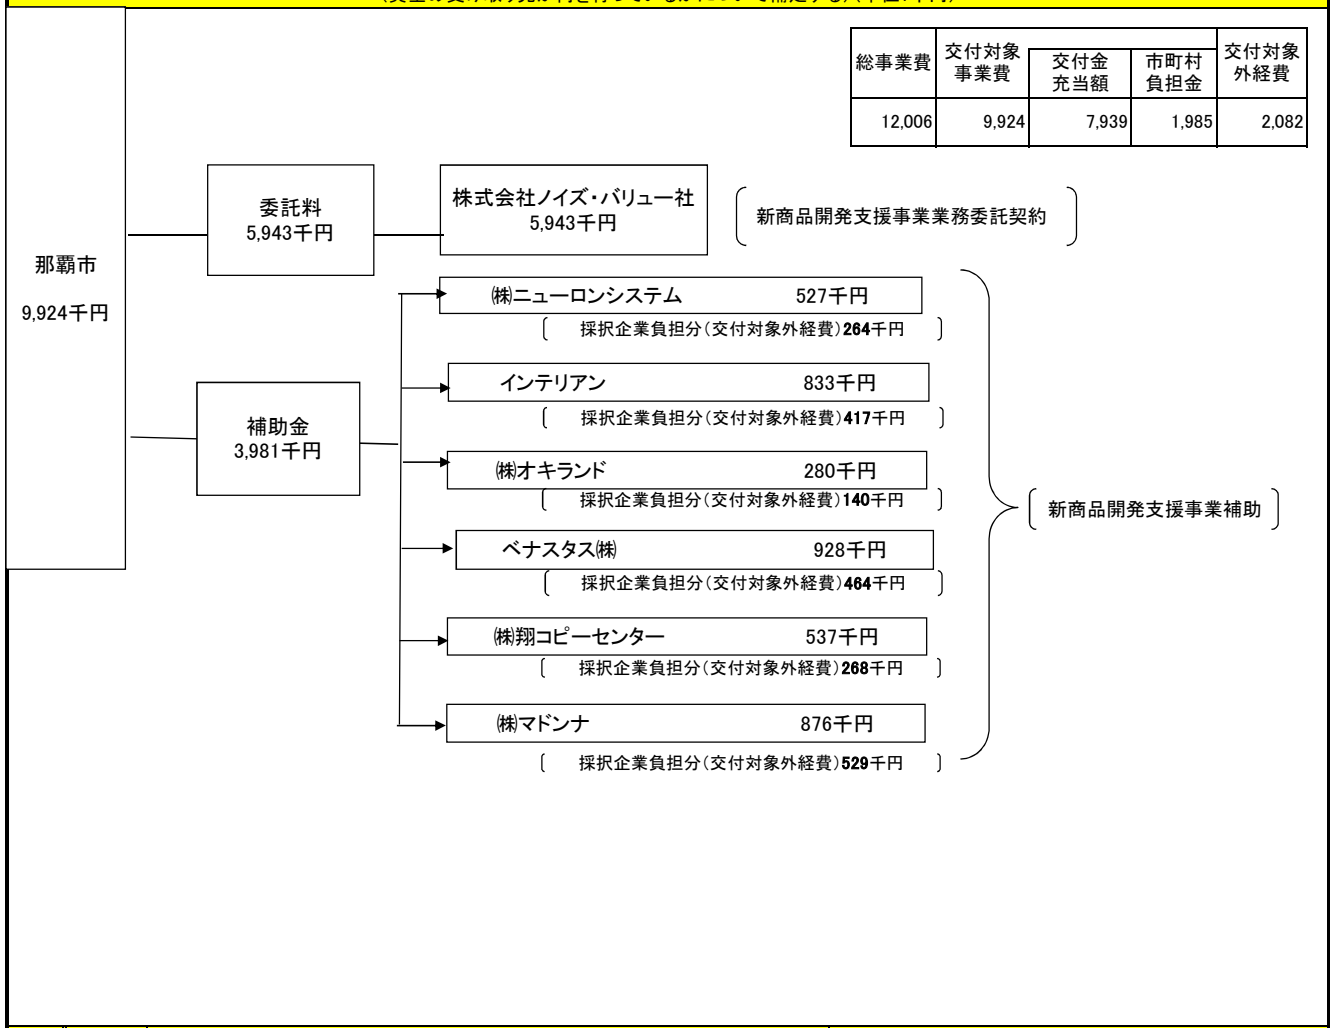 総事業費 交付対象事業費 交付金充当額 市町村負担金 交付対象外経費
12,006 9,924 7,939 1,985 2,082
那覇市
9,924千円
委託料
5,943千円
株式会社ノイズ・バリュー社
5,943千円
新商品開発支援事業業務委託契約
補助金
3,981千円
㈱ニューロンシステム 527千円
採択企業負担分(交付対象外経費)264千円
インテリアン 833千円
採択企業負担分(交付対象外経費)417千円
㈱オキランド 280千円
採択企業負担分(交付対象外経費)140千円
ベナスタス㈱ 928千円
採択企業負担分(交付対象外経費)464千円
㈱翔コピーセンター 537千円
採択企業負担分(交付対象外経費)268千円
㈱マドンナ 876千円
採択企業負担分(交付対象外経費)529千円
新商品開発支援事業補助